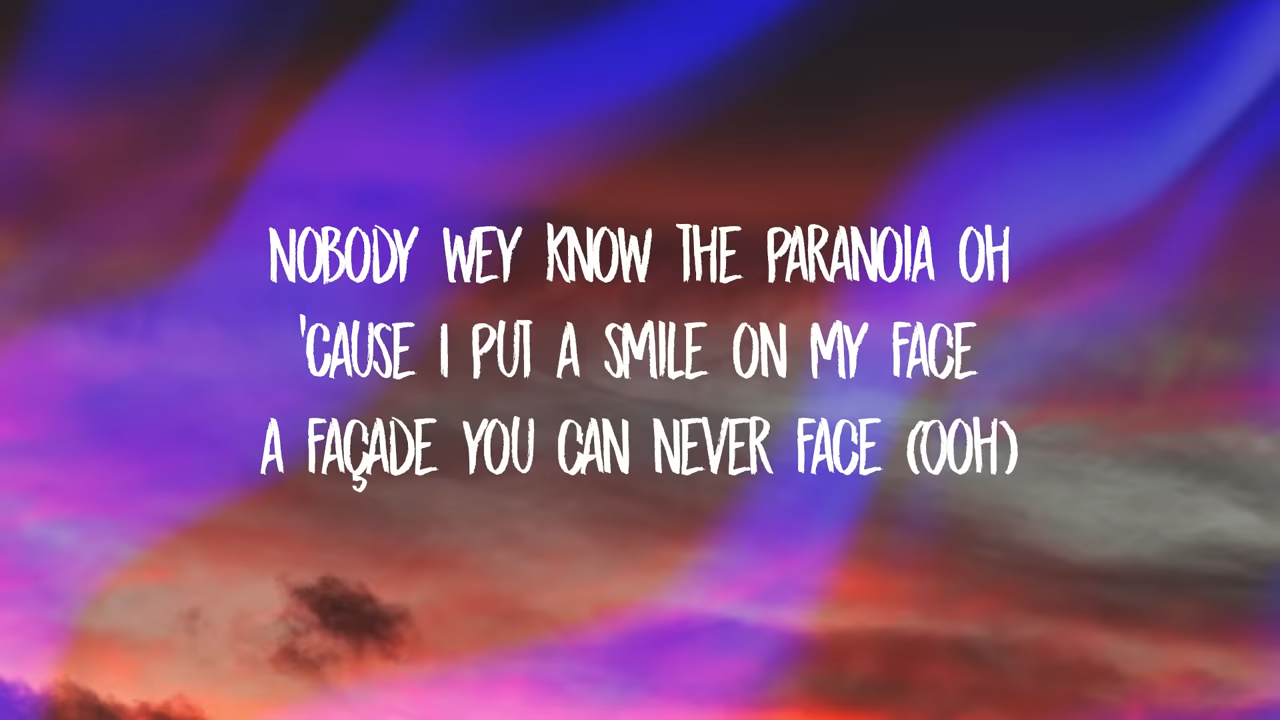 NOBODY WEY KNOW THE PARANOIA OH
'CAUSE I PUT A SMILE ON MY FACE
A FAÇADE YOU CAN NEVER FACE (OOH)